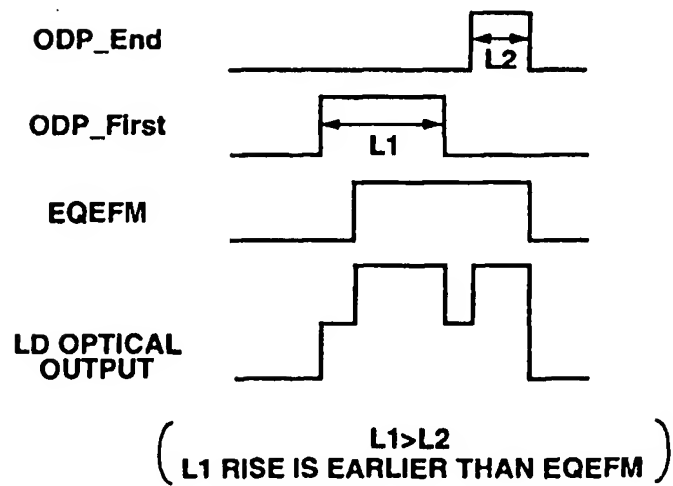 ODP_End
L2
ODP_First
L1
EQEFM
LD OPTICAL
OUTPUT
L1>L2
L1 RISE IS EARLIER THAN EQEFM